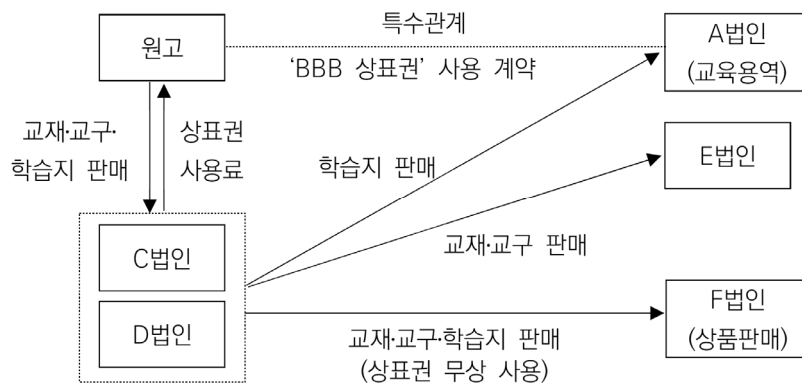 원고
특수관계
'BBB 상표권' 사용 계약
A법인
(교육용역)
교재·교구·
학습지 판매
상표권
사용료
학습지 판매
E법인
교재·교구 판매
C법인
D법인
F법인
(상품판매)
교재·교구·학습지 판매
(상표권 무상 사용)